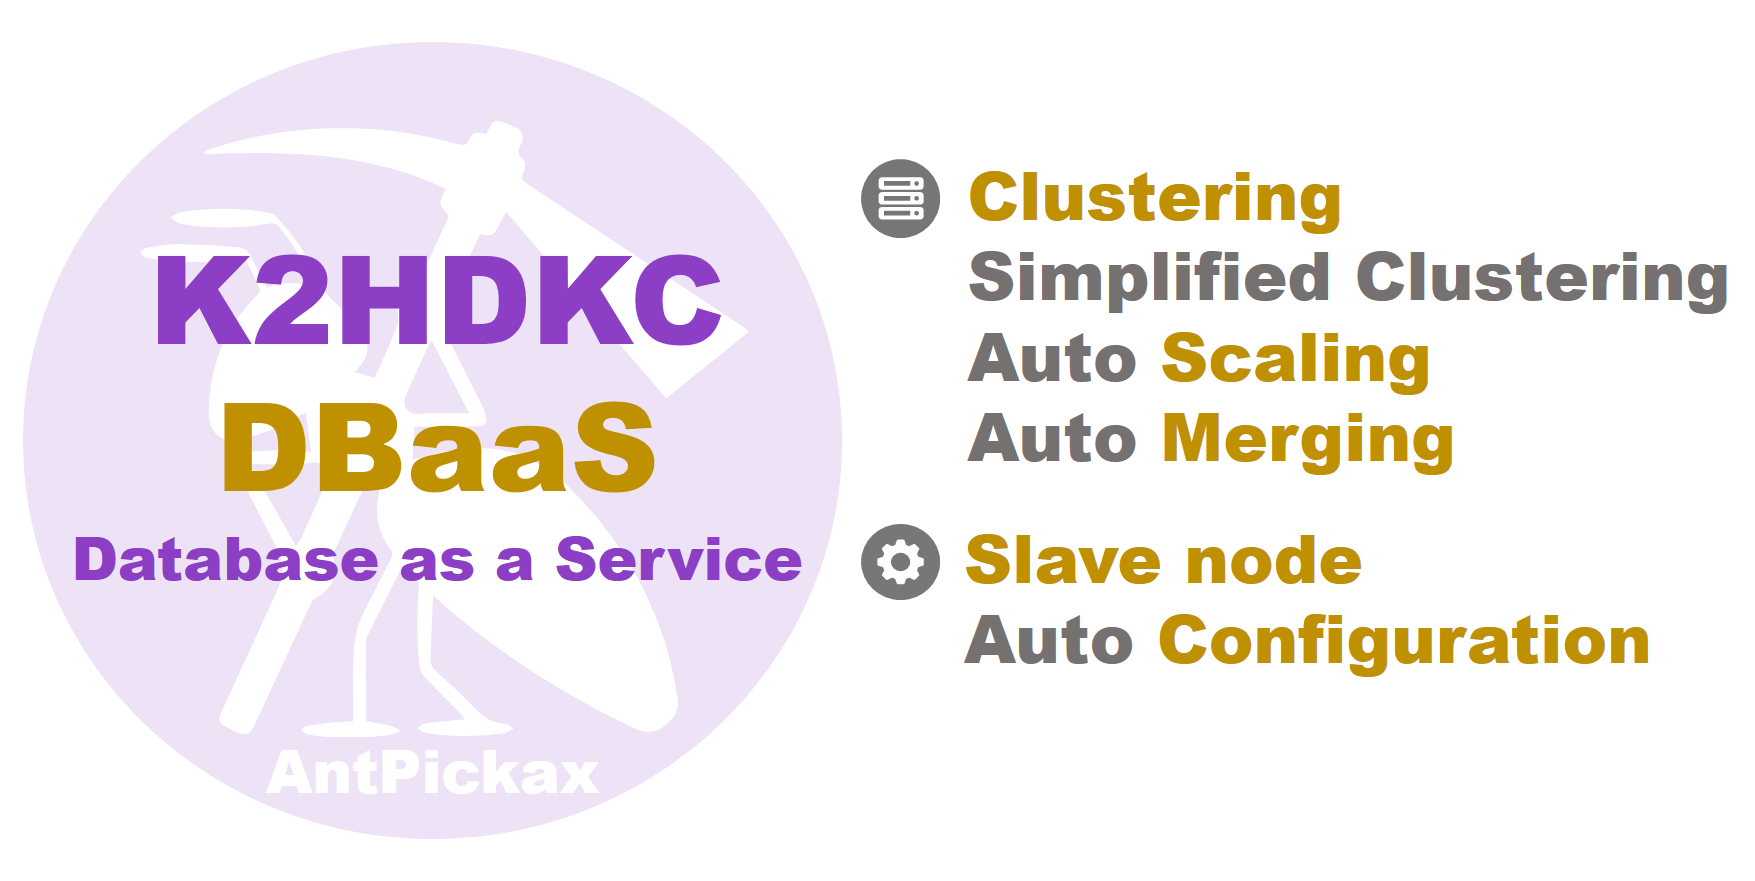 K2HDKC
DBaaS
Database as a Service
AntPickax
Clustering
Simplified Clustering
Auto Scaling
Auto Merging
Slave node
Auto Configuration